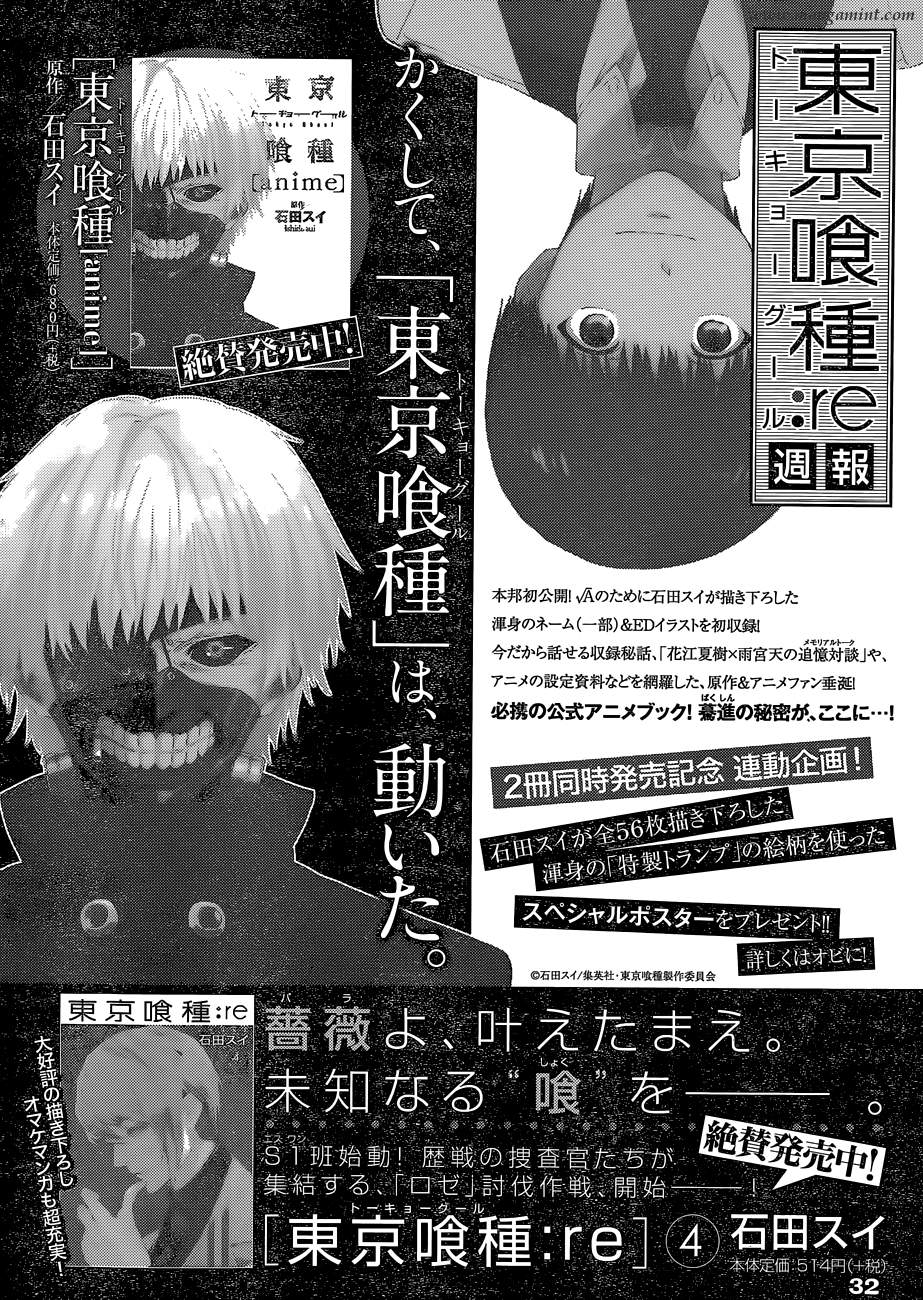 www.mangamint.com
東京喰種:re
トーキョーグール
週報
かくして、「東京喰種」は、動いた。
トーキョーグール
東京
トーキョーグール
Tokyo Ghoul
喰種
[anime]
原作
石田スイ
[東京喰種[anime]]
トーキョーグール
原作/石田スイ 本体定価:680円(+税)
絶賛発売中!
本邦初公開! √Aのために石田スイが描き下ろした
渾身のネーム(一部)&EDイラストを初収録!
今だから話せる収録秘話、「花江夏樹×雨宮天の追憶対談」や、
メモリアルトーク
アニメの設定資料などを網羅した、原作&アニメファン垂涎!
必携の公式アニメブック! 驀進の秘密が、ここに…!
ばくしん
2冊同時発売記念 連動企画!
石田スイが全56枚描き下ろした
渾身の「特製トランプ」の絵柄を使った
スペシャルポスターをプレゼント!!
詳しくはオビに!
©石田スイ/集英社・東京喰種製作委員会
東京喰種:re
石田スイ
4
大好評の描き下ろし
オマケマンガも超充実!
薔薇よ、叶えたまえ。
バラ
未知なる“喰”を───。
しょく
S1班始動! 歴戦の捜査官たちが
エスワン
集結する、「ロゼ」討伐作戦、開始───!
絶賛発売中!
[東京喰種:re]④ 石田スイ
トーキョーグール
本体定価:514円(+税)
32